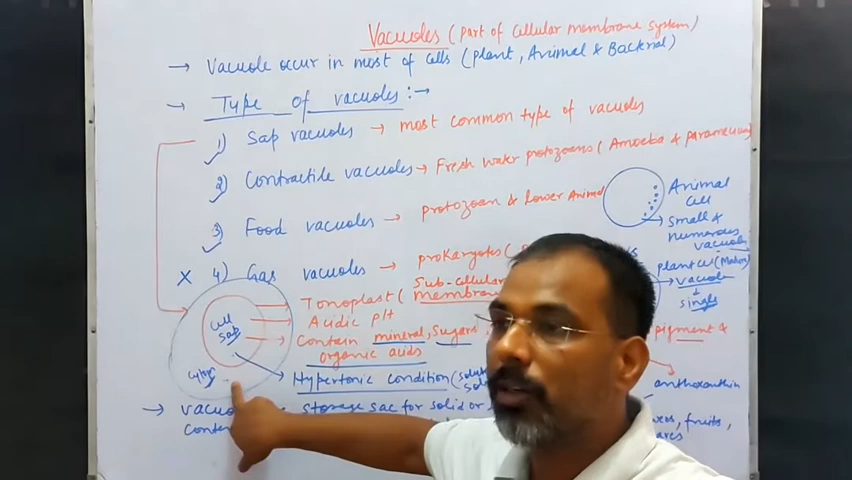 Vacuoles (part of cellular membrane system)
→ Vacuole occur in most of cells (plant, Animal & Bacterial)
→ Type of vacuoles :→
1) Sap vacuoles → most common type of vacuoles
2) Contractile vacuoles → Fresh water protozoans (Amoeba & paramecium)
3) Food vacuoles → protozoan & Lower Animal
X 4) Gas vacuoles → proKaryotes (
Sub-cellular
Animal
cell
small &
numerous
vacuoles
plant cell (Mature)
vacuole
single
Cell
Sap
Tonoplast (membrane
Acidic pH
Contain mineral, Sugars,
organic acids
pigment &
Hypertonic condition (
anthoxanthin
→ storage sac for solid or
fruits,